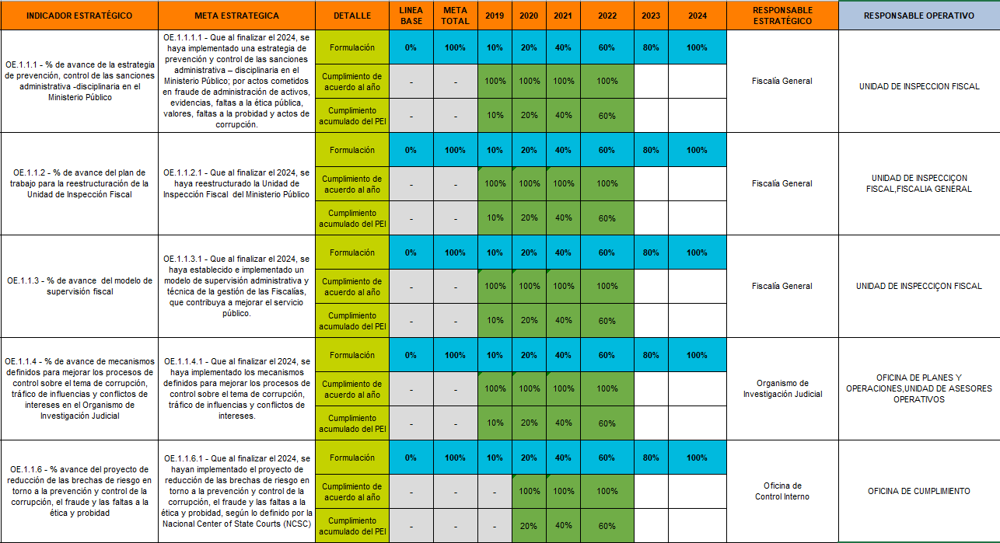 INDICADOR ESTRATÉGICO
META ESTRATEGICA
DETALLE
LINEA
BASE
META
TOTAL
2019
2020
2021
2022
2023
2024
RESPONSABLE
ESTRATÉGICO
RESPONSABLE OPERATIVO
OE.1.1.1 - % de avance de la estrategia
de prevención, control de las sanciones
administrativa -disciplinaria en el
Ministerio Público
OE.1.1.1.1 - Que al finalizar el 2024, se
haya implementado una estrategia de
prevención y control de las sanciones
administrativa – disciplinaria en el
Ministerio Público; por actos cometidos
en fraude de administración de activos,
evidencias, faltas a la ética pública,
valores, faltas a la probidad y actos de
corrupción.
Formulación
0%
100%
10%
20%
40%
60%
80%
100%
Cumplimiento de
acuerdo al año
-
-
100%
100%
100%
100%
Cumplimiento
acumulado del PEI
-
-
10%
20%
40%
60%
Fiscalía General
UNIDAD DE INSPECCION FISCAL
OE.1.1.2 - % de avance del plan de
trabajo para la reestructuración de la
Unidad de Inspección Fiscal
OE.1.1.2.1 - Que al finalizar el 2024, se
haya reestructurado la Unidad de
Inspección Fiscal del Ministerio Público
Formulación
0%
100%
10%
20%
40%
60%
80%
100%
Cumplimiento de
acuerdo al año
-
-
100%
100%
100%
100%
Cumplimiento
acumulado del PEI
-
-
10%
20%
40%
60%
Fiscalía General
UNIDAD DE INSPECCIÇON
FISCAL,FISCALIA GENERAL
OE.1.1.3 - % de avance del modelo de
supervisión fiscal
OE.1.1.3.1 - Que al finalizar el 2024, se
haya establecido e implementado un
modelo de supervisión administrativa y
técnica de la gestión de las Fiscalías,
que contribuya a mejorar el servicio
público.
Formulación
0%
100%
10%
20%
40%
60%
80%
100%
Cumplimiento de
acuerdo al año
-
-
100%
100%
100%
100%
Cumplimiento
acumulado del PEI
-
-
10%
20%
40%
60%
Fiscalía General
UNIDAD DE INSPECCIÇON FISCAL
OE.1.1.4 - % de avance de mecanismos
definidos para mejorar los procesos de
control sobre el tema de corrupción,
tráfico de influencias y conflictos de
intereses en el Organismo de
Investigación Judicial
OE.1.1.4.1 - Que al finalizar el 2024, se
haya implementado los mecanismos
definidos para mejorar los procesos de
control sobre el tema de corrupción,
tráfico de influencias y conflictos de
intereses.
Formulación
0%
100%
10%
20%
40%
60%
80%
100%
Cumplimiento de
acuerdo al año
-
-
100%
100%
100%
100%
Cumplimiento
acumulado del PEI
-
-
10%
20%
40%
60%
Organismo de
Investigación Judicial
OFICINA DE PLANES Y
OPERACIONES,UNIDAD DE ASESORES
OPERATIVOS
OE.1.1.6 - % avance del proyecto de
reducción de las brechas de riesgo en
torno a la prevención y control de la
corrupción, el fraude y las faltas a la
ética y probidad
OE.1.1.6.1 - Que al finalizar el 2024, se
hayan implementado el proyecto de
reducción de las brechas de riesgo en
torno a la prevención y control de la
corrupción, el fraude y las faltas a la
ética y probidad, según lo definido por la
Nacional Center of State Courts (NCSC)
Formulación
0%
100%
10%
20%
40%
60%
80%
100%
Cumplimiento de
acuerdo al año
-
-
-
100%
100%
100%
Cumplimiento
acumulado del PEI
-
-
-
20%
40%
60%
Oficina de
Control Interno
OFICINA DE CUMPLIMIENTO